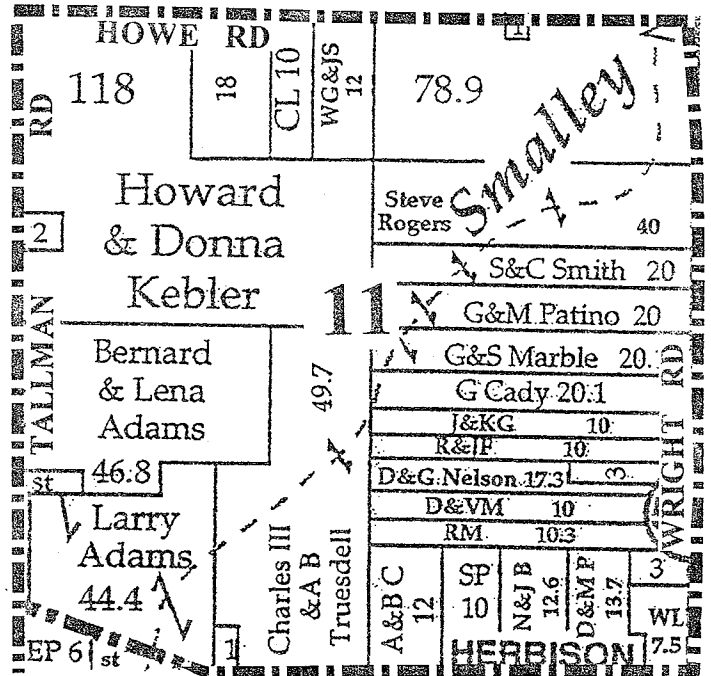 HOWE RD
118
18
CL 10
WG&JS
12
78.9
1
RD
Smalley
Howard
& Donna
Kebler
2
Steve
Rogers
40
S&C Smith 20
11
G&M Patino 20
TALLMAN
Bernard
& Lena
Adams
46.8
49.7
G&S Marble 20.
G Cady 20.1
J&KG 10
R&JF 10
D&G Nelson 17.3
3
D&VM 10
RM 10.3
WRIGHT RD
st
Larry
Adams
44.4
Charles III
& A B
Truesdell
A&B C
12
SP
10
N&J B
12.6
D&M P
13.7
3
WL
7.5
EP 6
st
1
HERBISON